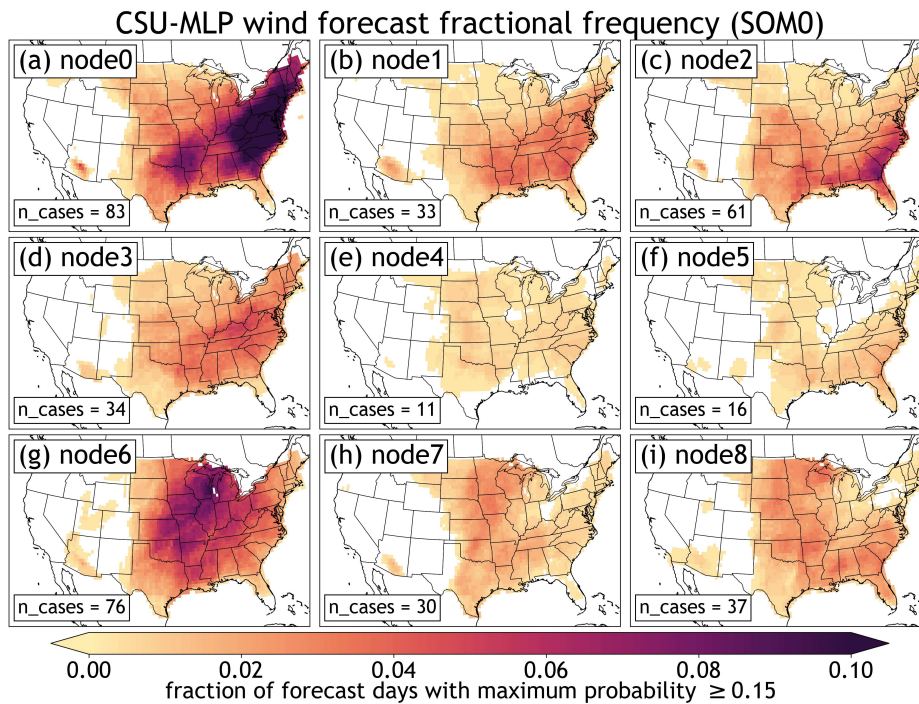 CSU-MLP wind forecast fractional frequency (SOM0)
(a) node0
(b) node1
(c) node2
n_cases = 83
n_cases = 33
n_cases = 61
(d) node3
(e) node4
(f) node5
n_cases = 34
n_cases = 11
n_cases = 16
(g) node6
(h) node7
(i) node8
n_cases = 76
n_cases = 30
n_cases = 37
0.00 0.02 0.04 0.06 0.08 0.10
fraction of forecast days with maximum probability ≥ 0.15